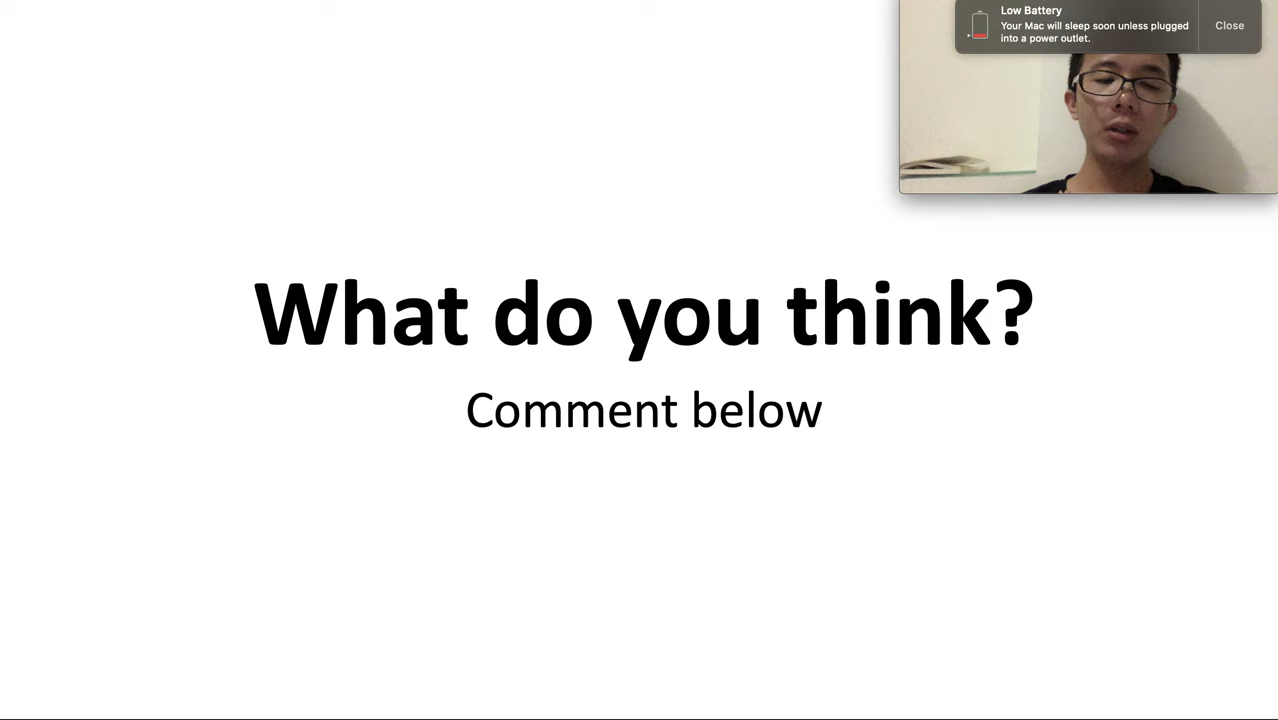 Low Battery
Your Mac will sleep soon unless plugged
into a power outlet.
Close
What do you think?
Comment below